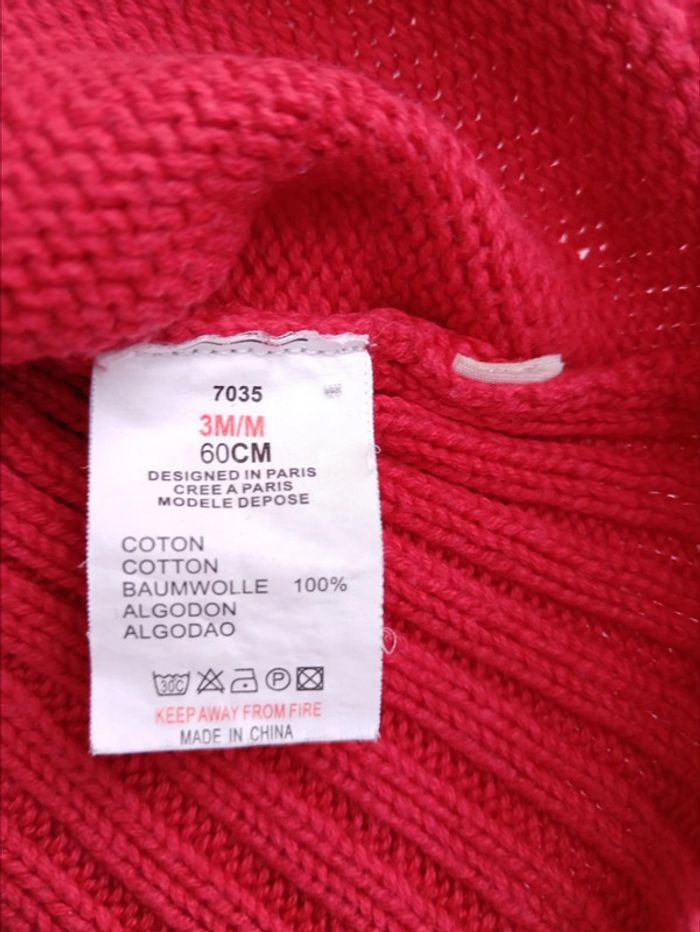 7035
3M/M
60CM
DESIGNED IN PARIS
CREE A PARIS
MODELE DEPOSE
COTON
COTTON
BAUMWOLLE 100%
ALGODON
ALGODAO
30C P
KEEP AWAY FROM FIRE
MADE IN CHINA